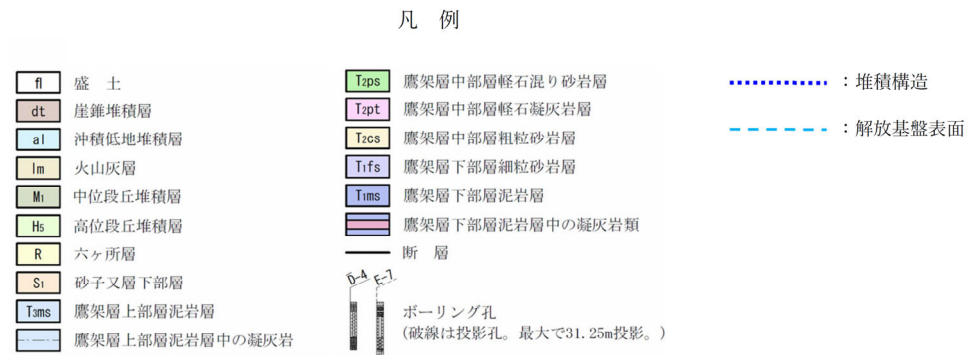 凡 例
fl 盛 土
dt 崖錐堆積層
al 沖積低地堆積層
lm 火山灰層
M1 中位段丘堆積層
H5 高位段丘堆積層
R 六ヶ所層
S1 砂子又層下部層
T3ms 鷹架層上部層泥岩層
鷹架層上部層泥岩層中の凝灰岩
T2ps 鷹架層中部層軽石混り砂岩層
T2pt 鷹架層中部層軽石凝灰岩層
T2cs 鷹架層中部層粗粒砂岩層
T1fs 鷹架層下部層細粒砂岩層
T1ms 鷹架層下部層泥岩層
鷹架層下部層泥岩層中の凝灰岩類
断 層
D-4 E-7
ボーリング孔
(破線は投影孔。最大で31.25m投影。)
：堆積構造
：解放基盤表面